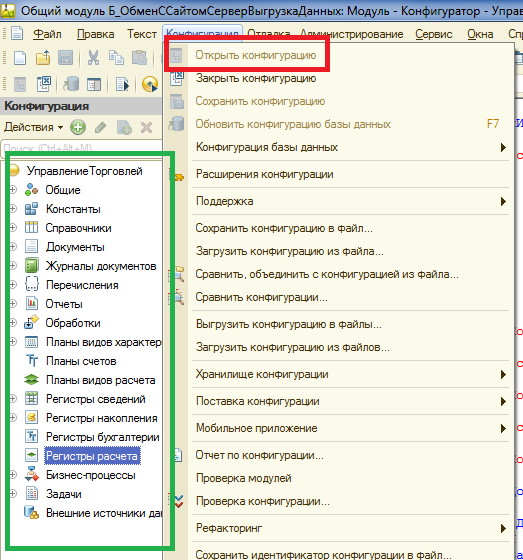 Общий модуль Б_ОбменССайтомСерверВыгрузкаДанных: Модуль - Конфигуратор - Управ
Файл Правка Текст Конфигурация Отладка Администрирование Сервис Окна
Конфигурация
Действия
Поиск (Ctrl+Alt+M)
УправлениеТорговлей
Общие
Константы
Справочники
Документы
Журналы документов
Перечисления
Отчеты
Обработки
Планы видов характер
Планы счетов
Планы видов расчета
Регистры сведений
Регистры накопления
Регистры бухгалтерии
Регистры расчета
Бизнес-процессы
Задачи
Внешние источники дан
Открыть конфигурацию
Закрыть конфигурацию
Сохранить конфигурацию
Обновить конфигурацию базы данных F7
Конфигурация базы данных
Расширения конфигурации
Поддержка
Сохранить конфигурацию в файл...
Загрузить конфигурацию из файла...
Сравнить, объединить с конфигурацией из файла...
Сравнить конфигурации...
Выгрузить конфигурацию в файлы...
Загрузить конфигурацию из файлов...
Хранилище конфигурации
Поставка конфигурации
Мобильное приложение
Отчет по конфигурации...
Проверка модулей
Проверка конфигурации...
Рефакторинг
Сохранить идентификатор конфигурации в файл...